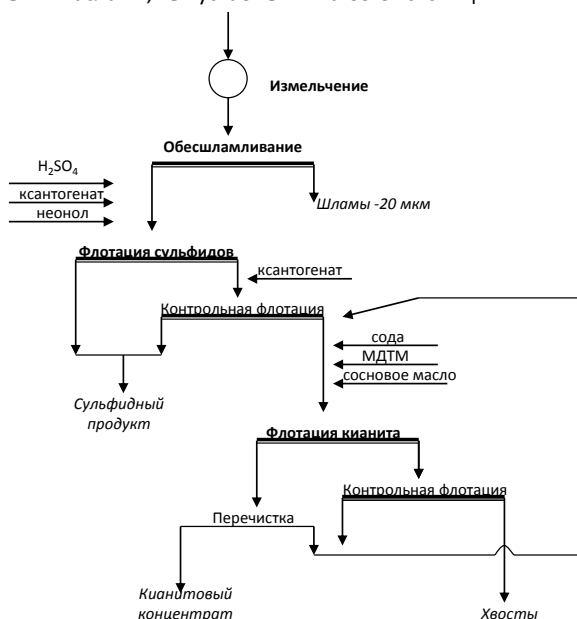 Измельчение
Обесшламливание
H₂SO₄
ксантогенат
неонол
Шламы -20 мкм
Флотация сульфидов
ксантогенат
Контрольная флотация
сода
МДТМ
сосновое масло
Сульфидный
продукт
Флотация кианита
Контрольная флотация
Перечистка
Кианитовый
концентрат
Хвосты